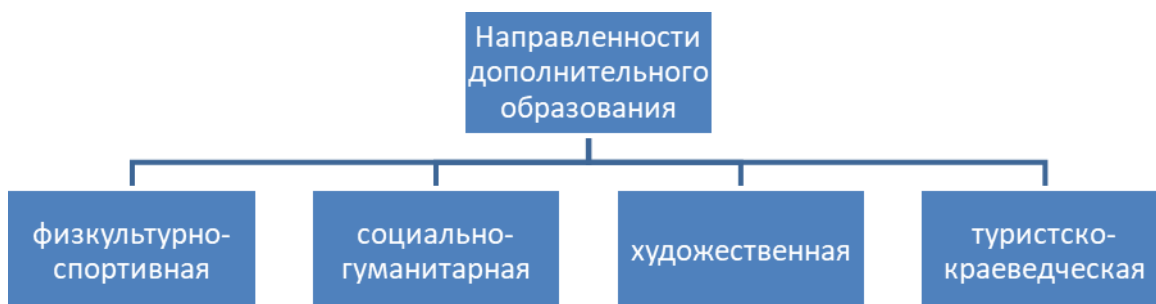 Направленности
дополнительного
образования
физкультурно-
спортивная
социально-
гуманитарная
художественная
туристско-
краеведческая